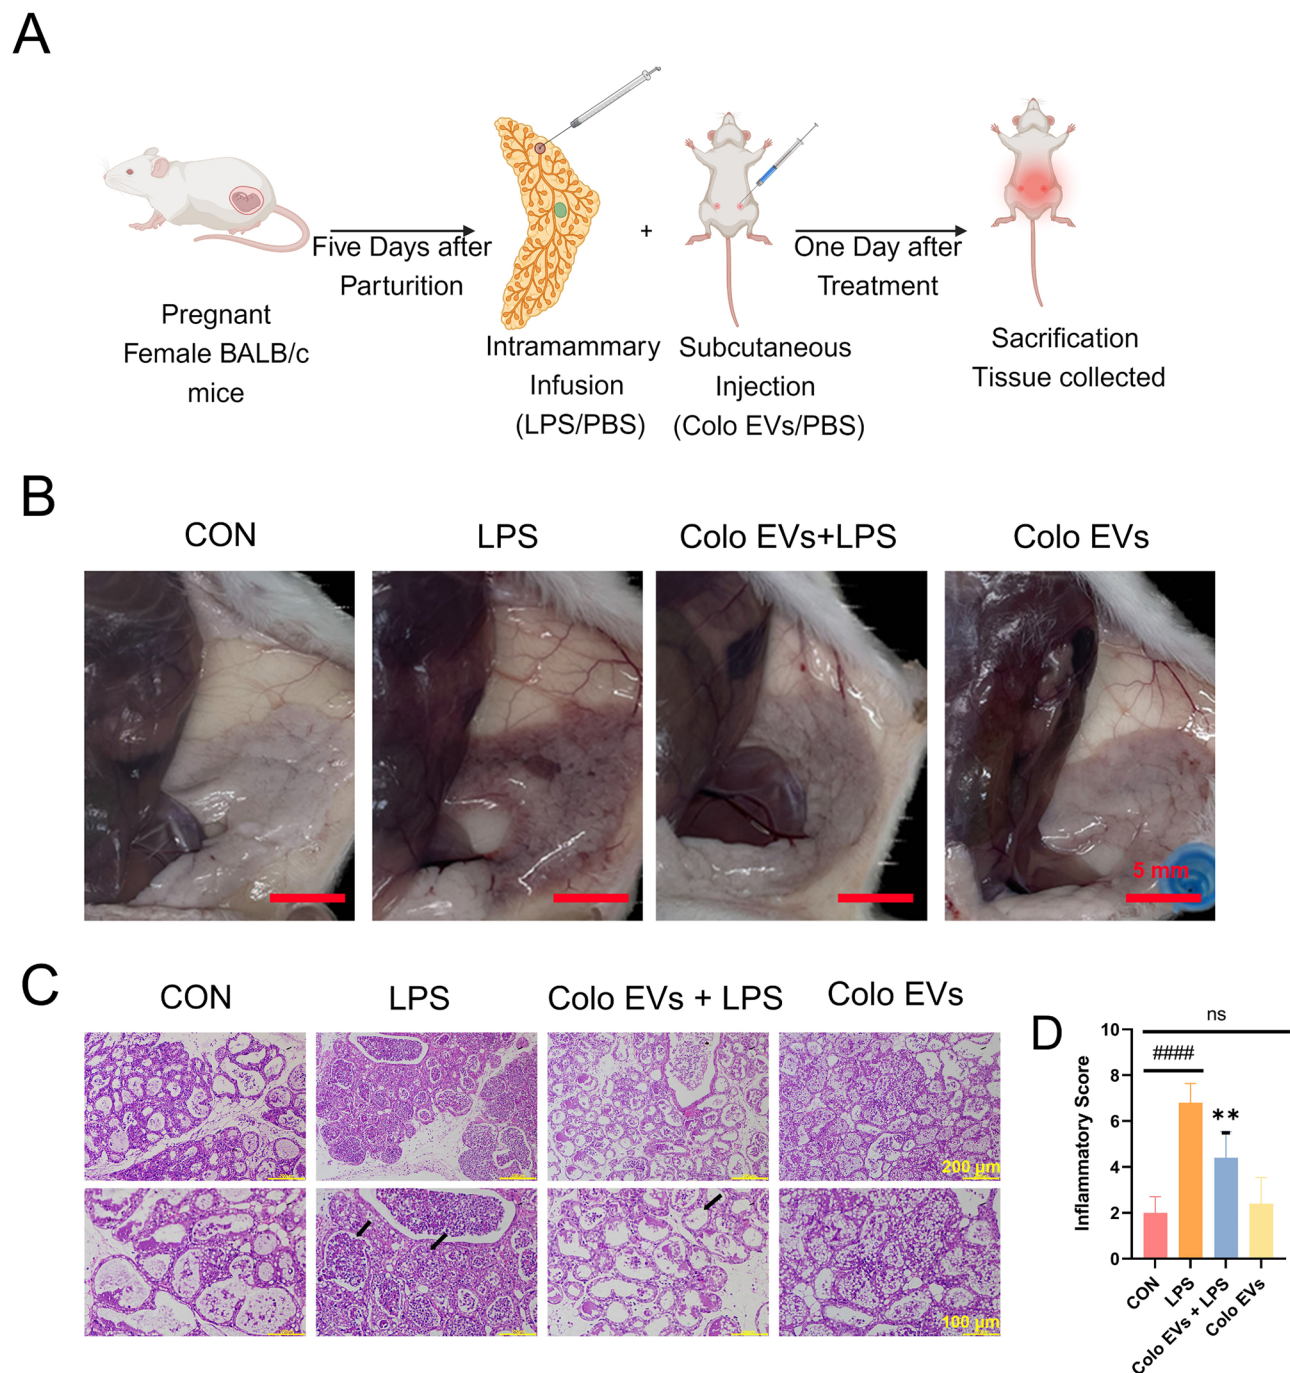 A
Five Days after
Parturition
+
One Day after
Treatment
Pregnant
Female BALB/c
mice
Intramammary
Infusion
(LPS/PBS)
Subcutaneous
Injection
(Colo EVs/PBS)
Sacrification
Tissue collected
B
CON
LPS
Colo EVs+LPS
Colo EVs
5 mm
C
CON
LPS
Colo EVs + LPS
Colo EVs
200 μm
100 μm
D
Inflammatory Score
10
8
6
4
2
0
ns
####
**
CON
LPS
Colo EVs + LPS
Colo EVs